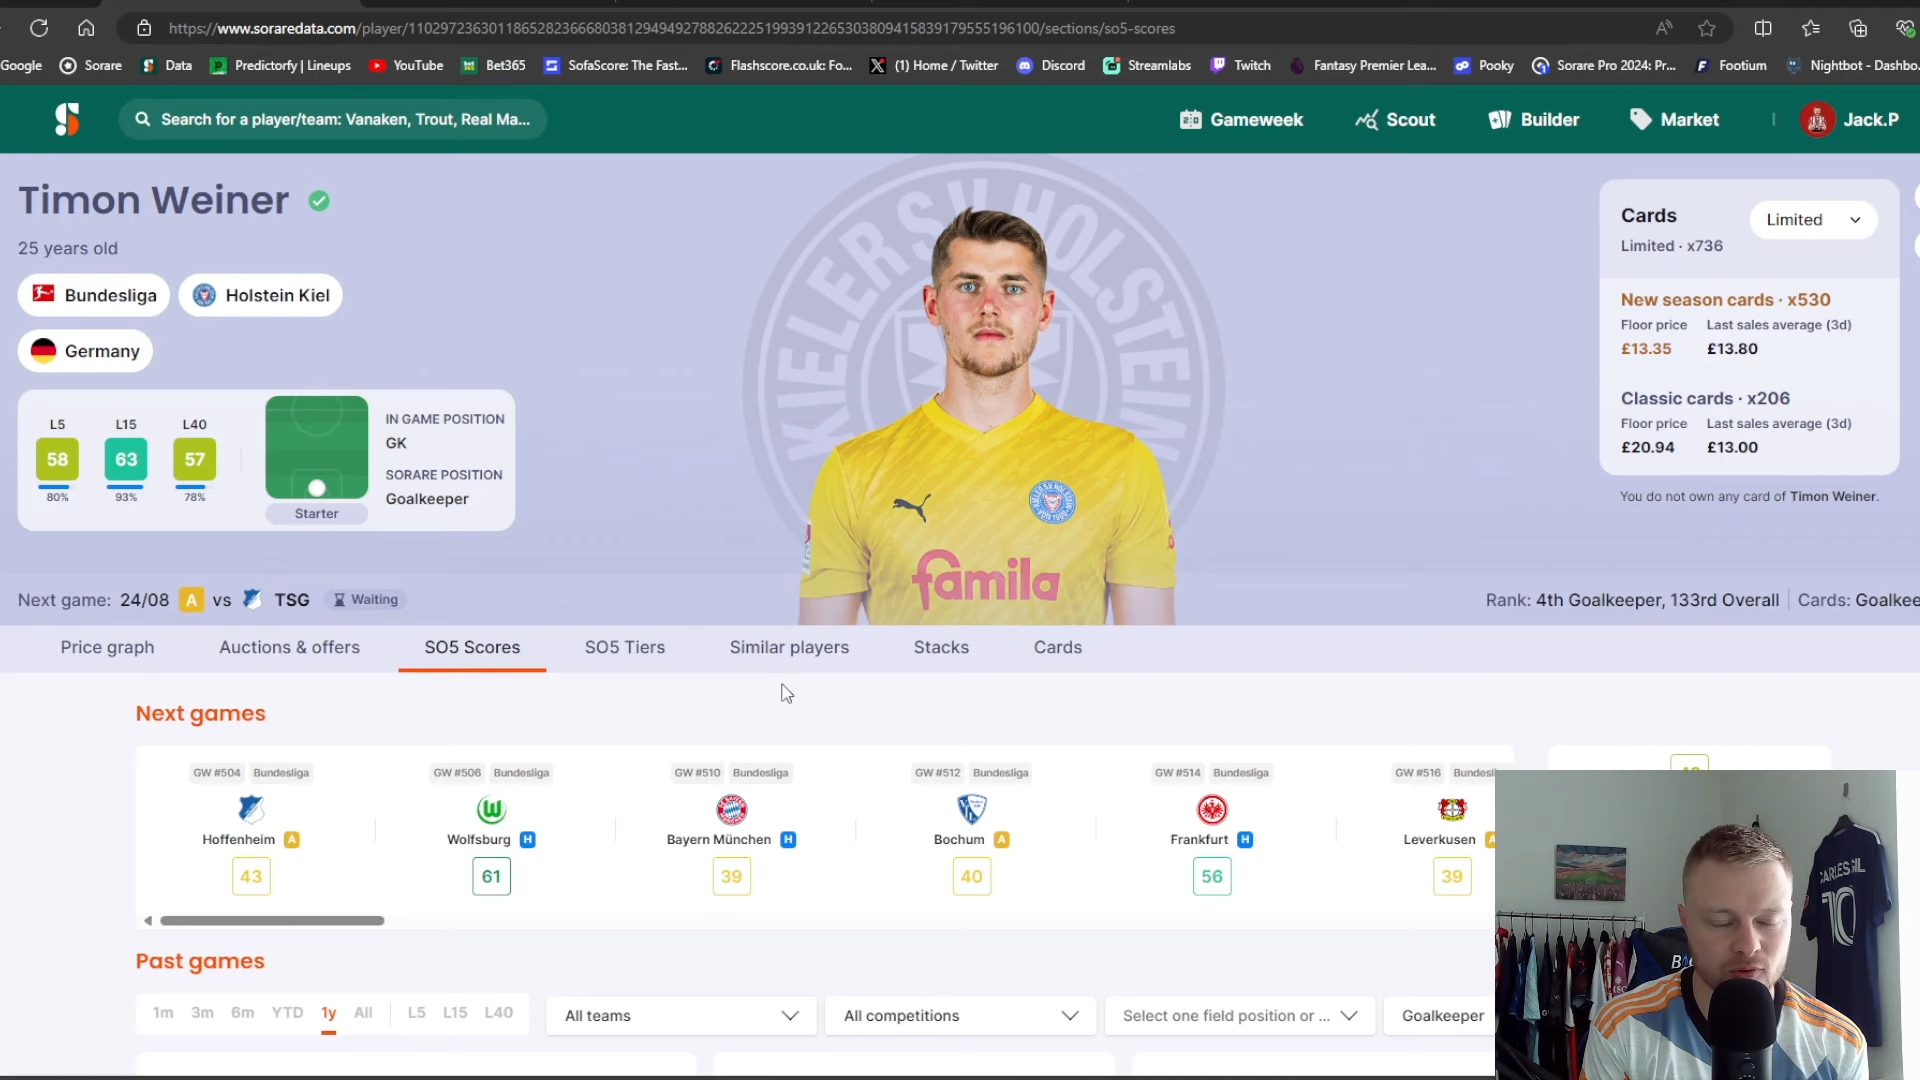 https://www.soraredata.com/player/110297236301186528236668038129494927882622251993912265303809415839179555196100/sections/so5-scores
Google Sorare Data Predictorfy | Lineups YouTube Bet365 SofaScore: The Fast... Flashscore.co.uk: Fo... (1) Home / Twitter Discord Streamlabs Twitch Fantasy Premier Lea... Pooky Sorare Pro 2024: Pr... Footium Nightbot - Dashbo...
Search for a player/team: Vanaken, Trout, Real Ma...
Gameweek Scout Builder Market Jack.P
Timon Weiner
25 years old
Bundesliga Holstein Kiel
Germany
L5 L15 L40
58 63 57
80% 93% 78%
Starter
IN GAME POSITION
GK
SORARE POSITION
Goalkeeper
KIELER SV HOLSTEIN
famila
Cards
Limited
Limited · x736
New season cards · x530
Floor price Last sales average (3d)
£13.35 £13.80
Classic cards · x206
Floor price Last sales average (3d)
£20.94 £13.00
You do not own any card of Timon Weiner.
Next game: 24/08 A vs TSG Waiting
Rank: 4th Goalkeeper, 133rd Overall Cards: Goalkee
Price graph Auctions & offers SO5 Scores SO5 Tiers Similar players Stacks Cards
Next games
GW #504 Bundesliga GW #506 Bundesliga GW #510 Bundesliga GW #512 Bundesliga GW #514 Bundesliga GW #516 Bundesli
Hoffenheim A Wolfsburg H Bayern München H Bochum A Frankfurt H Leverkusen A
43 61 39 40 56 39
Past games
1m 3m 6m YTD 1y All L5 L15 L40
All teams All competitions Select one field position or ... Goalkeeper
CARLES GIL
10